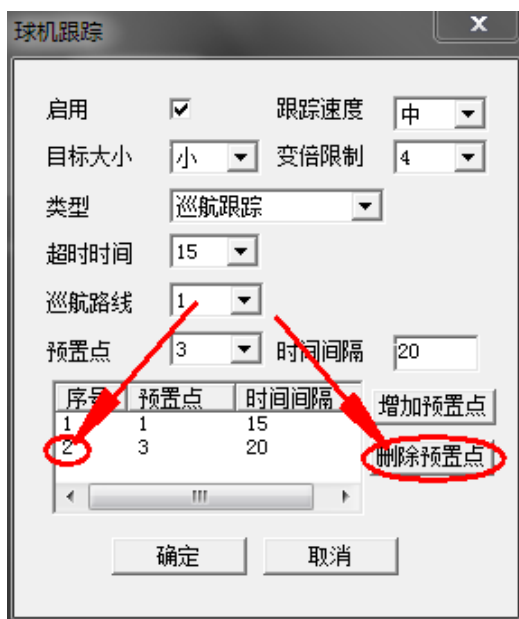 球机跟踪
启用 跟踪速度 中
目标大小 小 变倍限制 4
类型 巡航跟踪
超时时间 15
巡航路线 1
预置点 3 时间间隔 20
序号 预置点 时间间隔
1 1 15
2 3 20
增加预置点
删除预置点
确定 取消